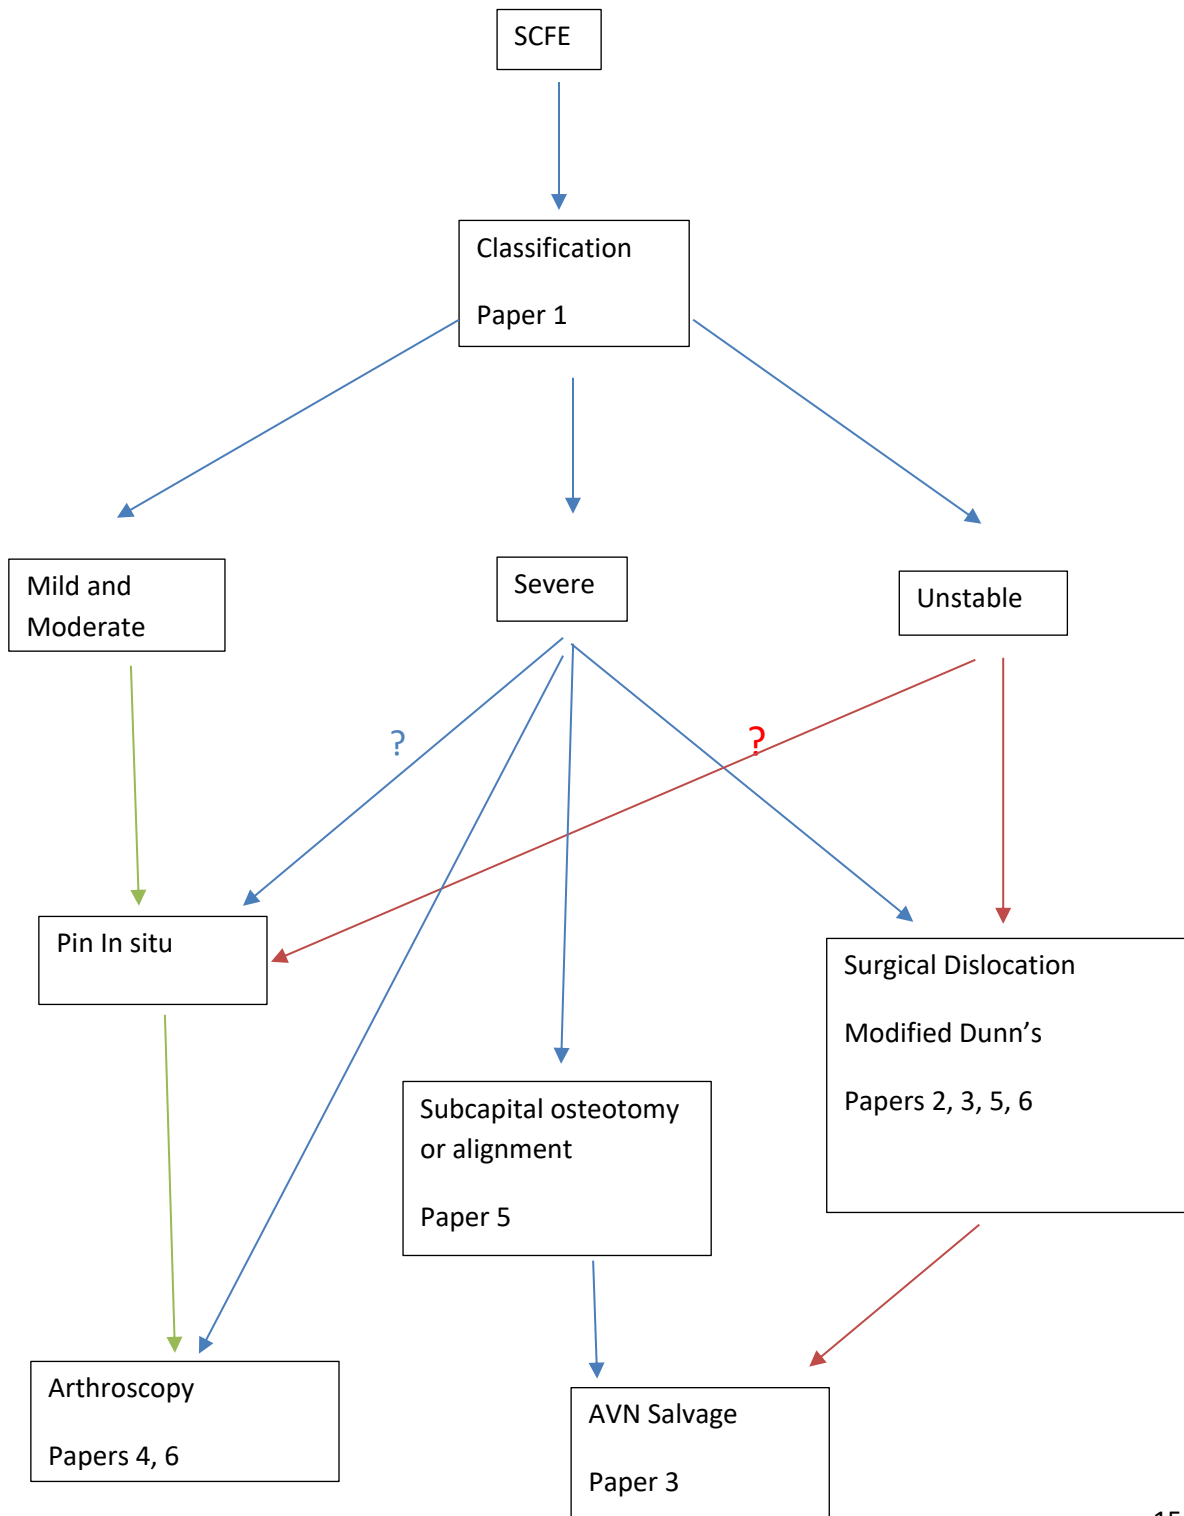 SCFE
Classification
Paper 1
Mild and
Moderate
Severe
Unstable
?
?
Pin In situ
Surgical Dislocation
Modified Dunn’s
Papers 2, 3, 5, 6
Subcapital osteotomy
or alignment
Paper 5
Arthroscopy
Papers 4, 6
AVN Salvage
Paper 3
15